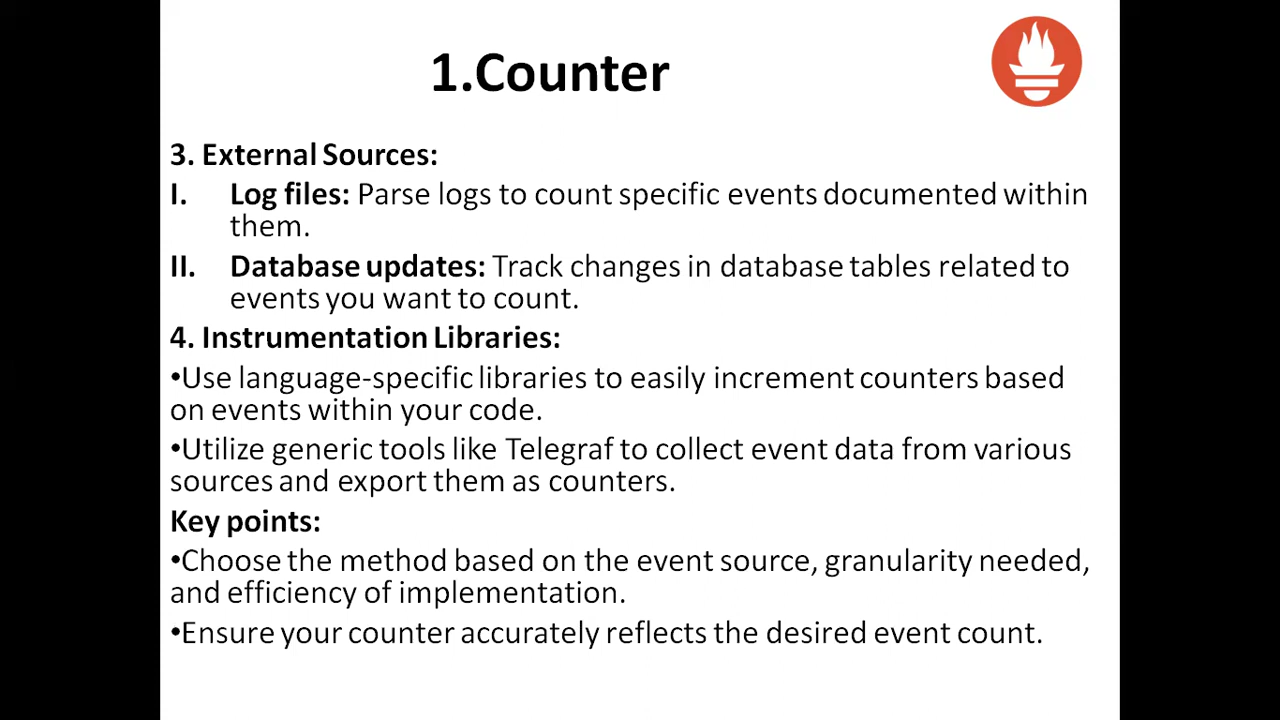 1.Counter
3. External Sources:
I. Log files: Parse logs to count specific events documented within
them.
II. Database updates: Track changes in database tables related to
events you want to count.
4. Instrumentation Libraries:
•Use language-specific libraries to easily increment counters based
on events within your code.
•Utilize generic tools like Telegraf to collect event data from various
sources and export them as counters.
Key points:
•Choose the method based on the event source, granularity needed,
and efficiency of implementation.
•Ensure your counter accurately reflects the desired event count.